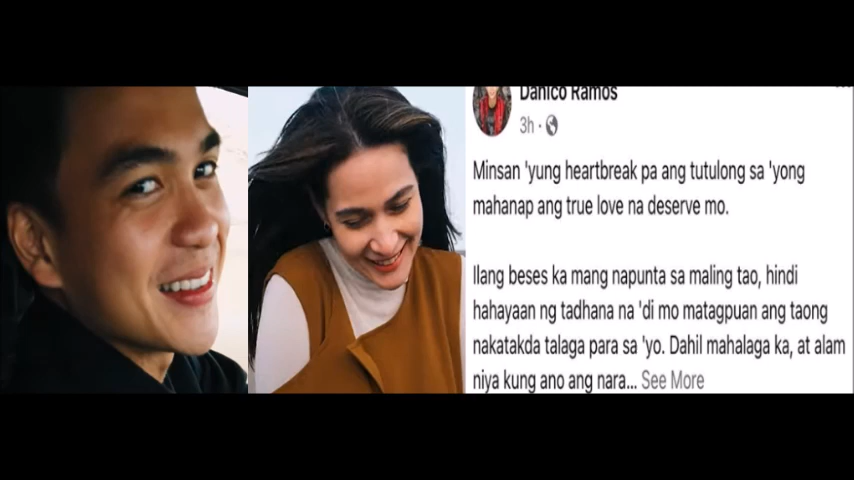 Danico Ramos
3h ·
Minsan 'yung heartbreak pa ang tutulong sa 'yong
mahanap ang true love na deserve mo.
Ilang beses ka mang napunta sa maling tao, hindi
hahayaan ng tadhana na 'di mo matagpuan ang taong
nakatakda talaga para sa 'yo. Dahil mahalaga ka, at alam
niya kung ano ang nara... See More